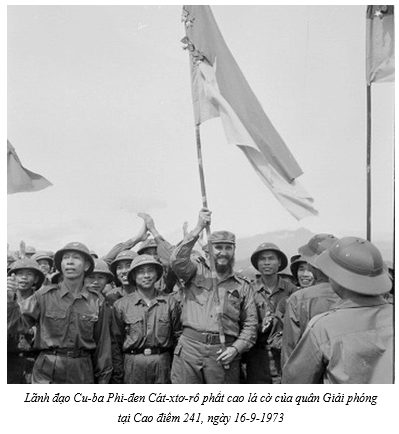 Lãnh đạo Cu-ba Phi-đen Cát-xtơ-rô phất cao lá cờ của quân Giải phóng
tại Cao điểm 241, ngày 16-9-1973